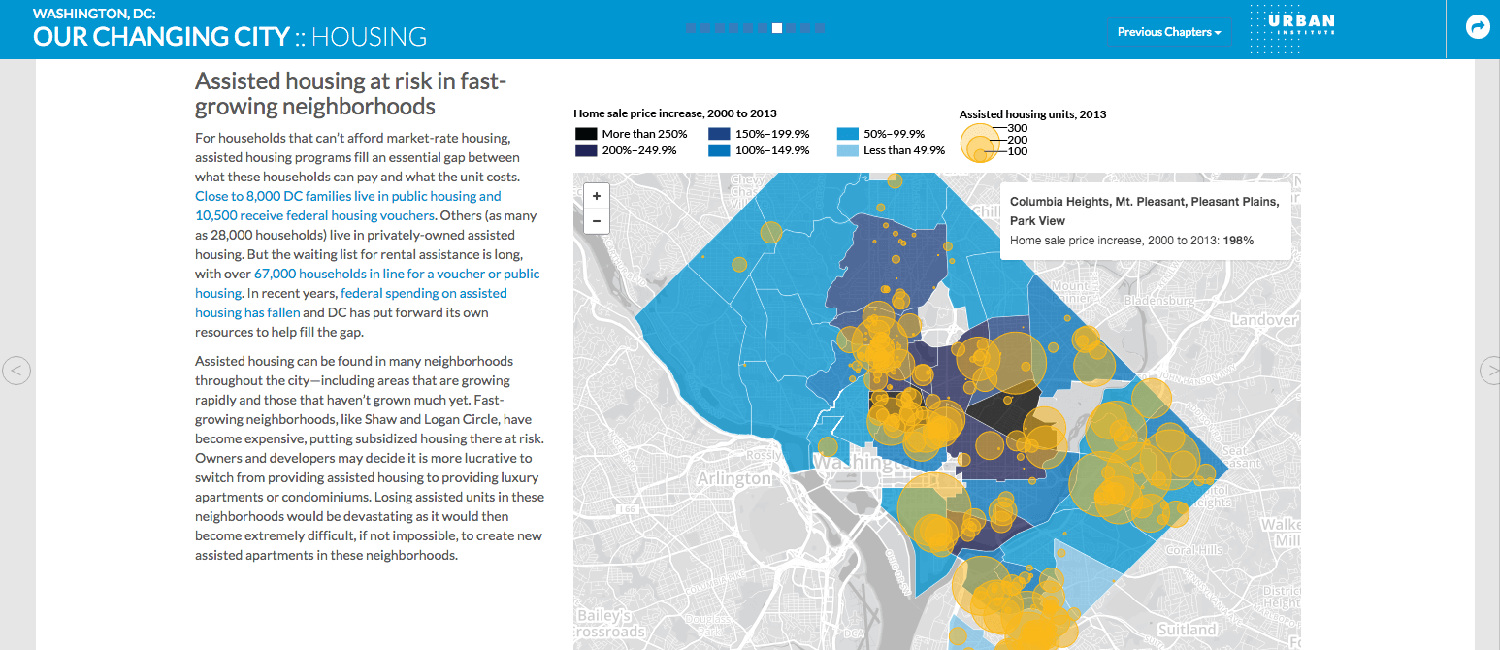 WASHINGTON, DC:
OUR CHANGING CITY :: HOUSING
Previous Chapters
URBAN
INSTITUTE
Assisted housing at risk in fast-
growing neighborhoods
For households that can't afford market-rate housing,
assisted housing programs fill an essential gap between
what these households can pay and what the unit costs.
Close to 8,000 DC families live in public housing and
10,500 receive federal housing vouchers. Others (as many
as 28,000 households) live in privately-owned assisted
housing. But the waiting list for rental assistance is long,
with over 67,000 households in line for a voucher or public
housing. In recent years, federal spending on assisted
housing has fallen and DC has put forward its own
resources to help fill the gap.
Assisted housing can be found in many neighborhoods
throughout the city—including areas that are growing
rapidly and those that haven't grown much yet. Fast-
growing neighborhoods, like Shaw and Logan Circle, have
become expensive, putting subsidized housing there at risk.
Owners and developers may decide it is more lucrative to
switch from providing assisted housing to providing luxury
apartments or condominiums. Losing assisted units in these
neighborhoods would be devastating as it would then
become extremely difficult, if not impossible, to create new
assisted apartments in these neighborhoods.
<
>
Home sale price increase, 2000 to 2013
More than 250%
150%–199.9%
50%–99.9%
200%–249.9%
100%–149.9%
Less than 49.9%
Assisted housing units, 2013
300
200
100
+
−
Columbia Heights, Mt. Pleasant, Pleasant Plains,
Park View
Home sale price increase, 2000 to 2013: 198%
Chevy
Chas
Mount
Bladensburg
Landover
Rossly
Arlington
Washington
Seat
I 66
Coral Hills
Walke
Mill
District
Height
Bailey's
Crossroads
Douglas
Park
DCA
Suitland